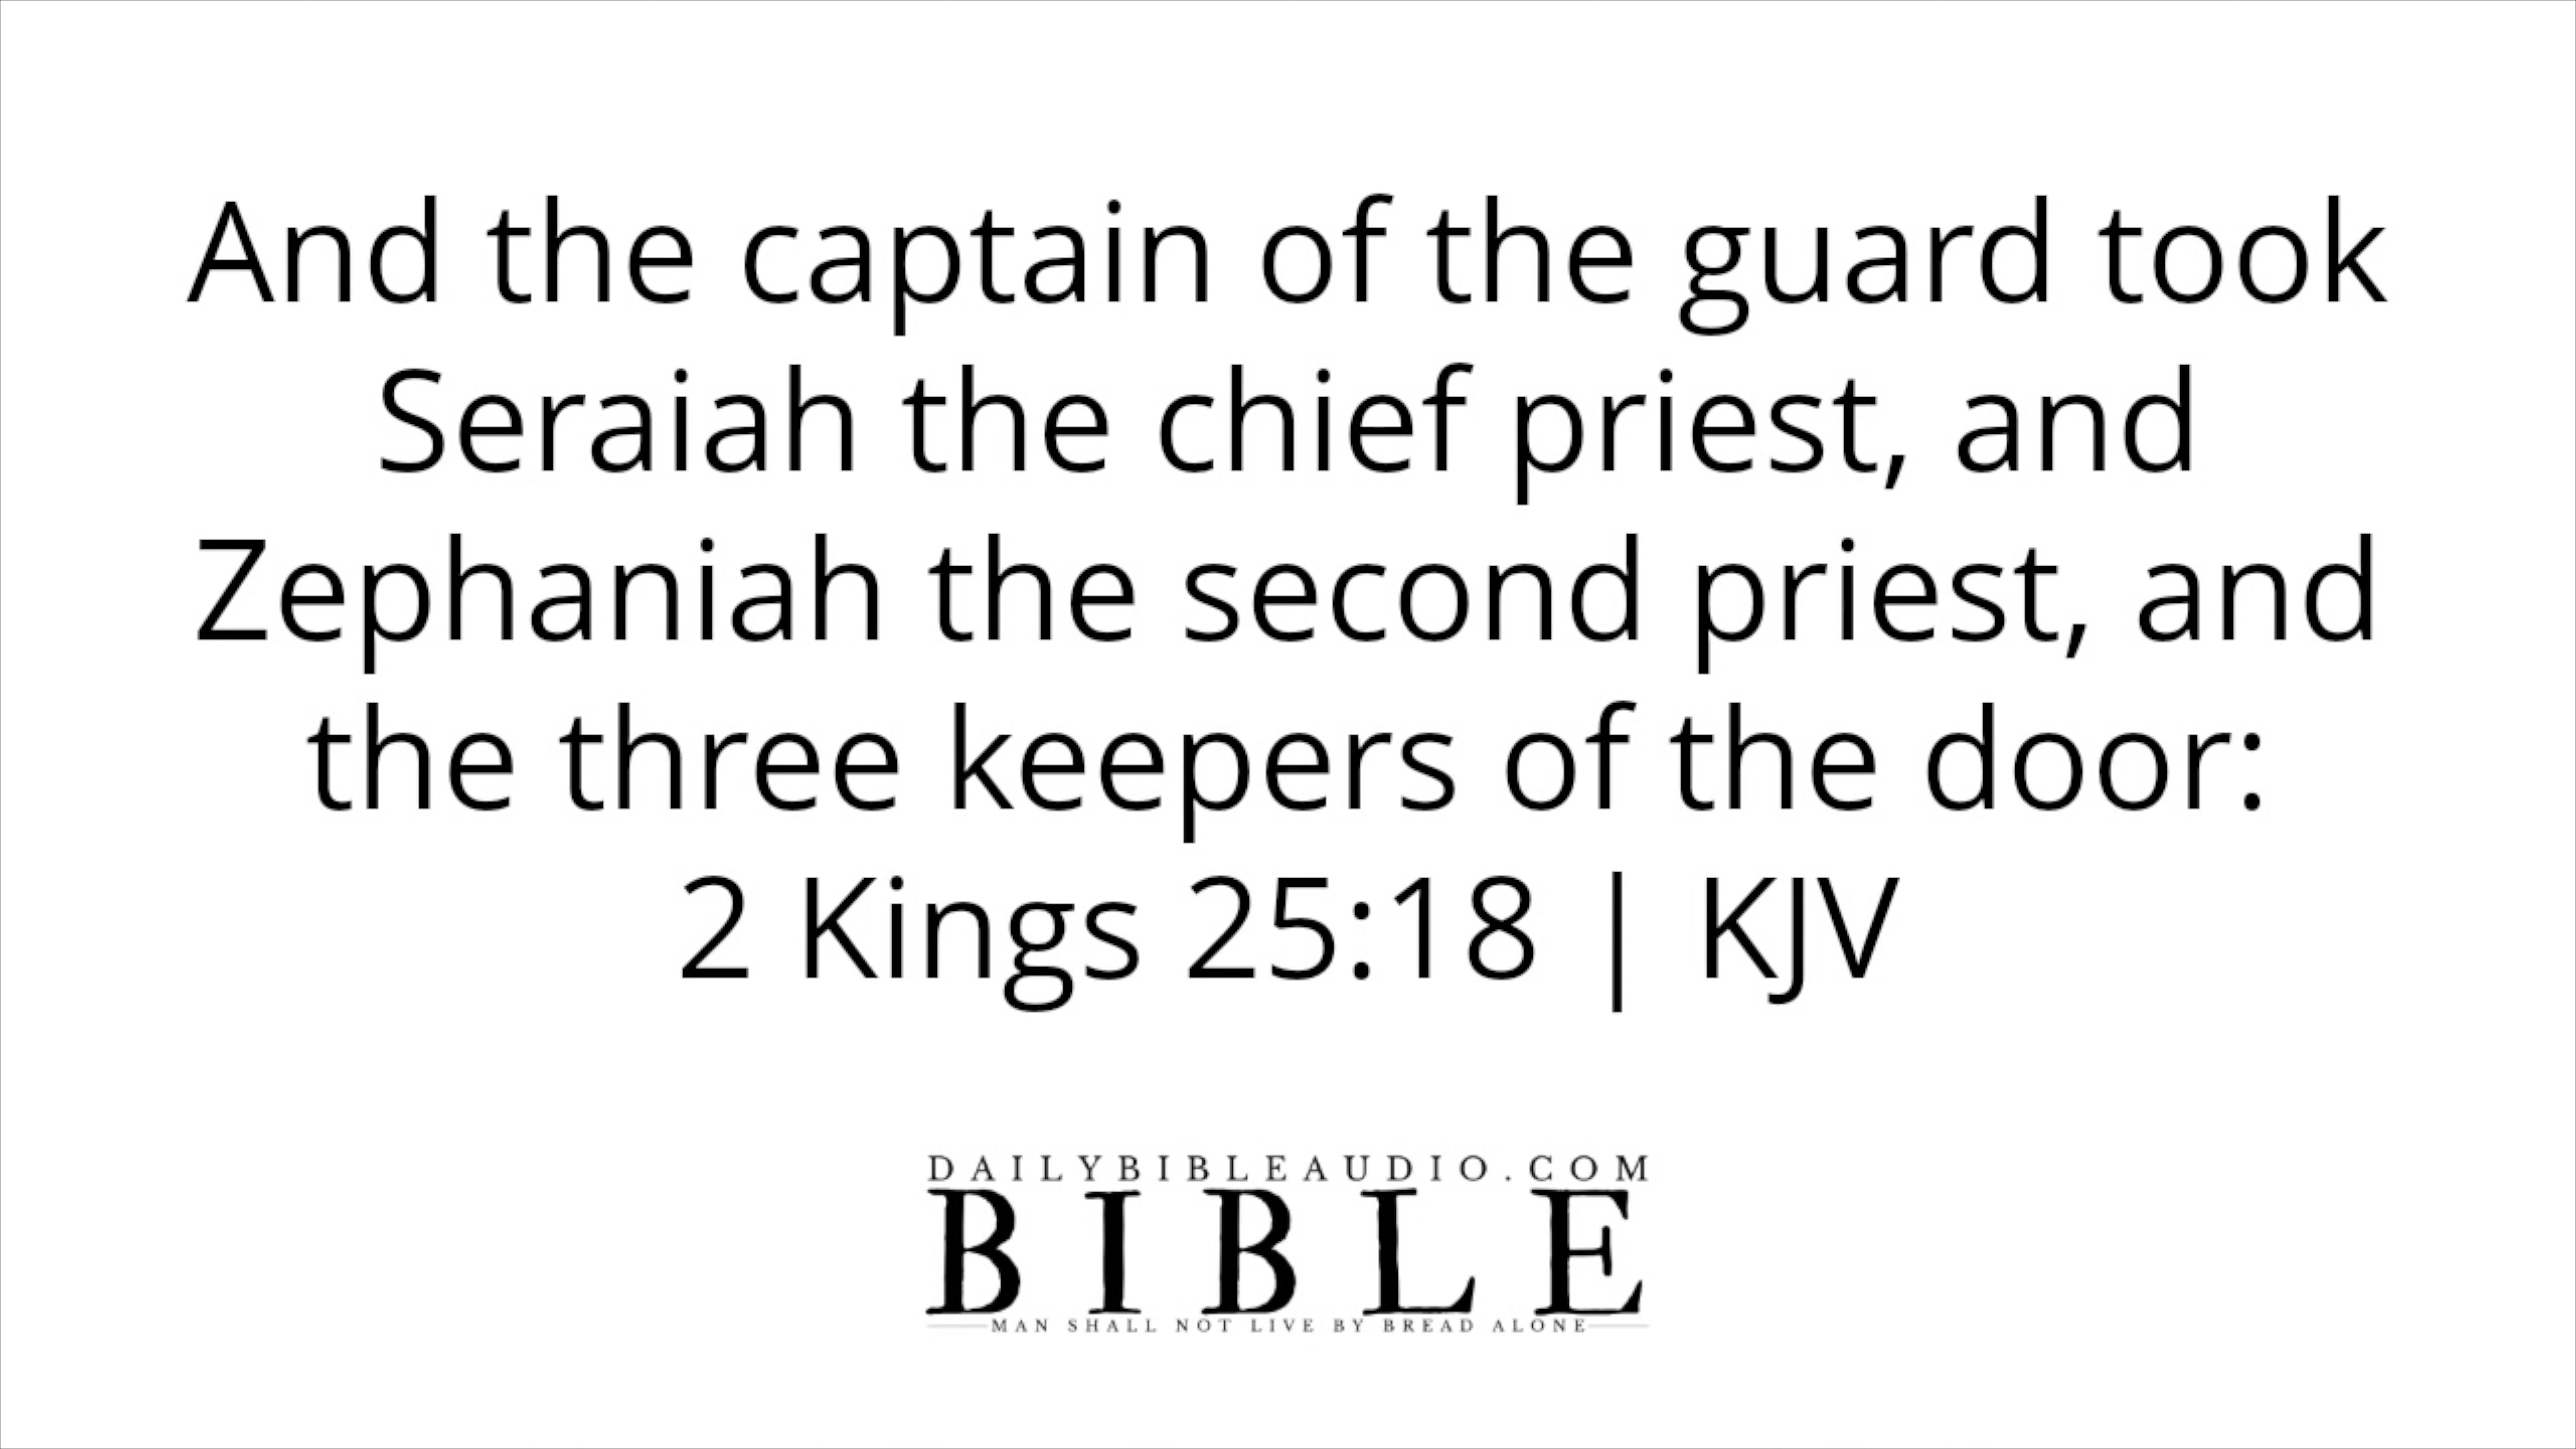 And the captain of the guard took
Seraiah the chief priest, and
Zephaniah the second priest, and
the three keepers of the door:
2 Kings 25:18 | KJV
DAILYBIBLEAUDIO.COM
BIBLE
MAN SHALL NOT LIVE BY BREAD ALONE